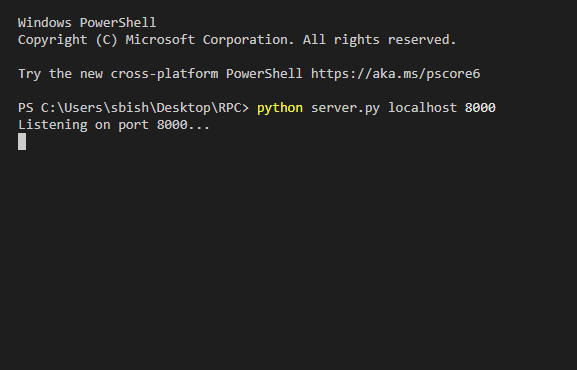 Windows PowerShell
Copyright (C) Microsoft Corporation. All rights reserved.
Try the new cross-platform PowerShell https://aka.ms/pscore6
PS C:\Users\sbish\Desktop\RPC> python server.py localhost 8000
Listening on port 8000...